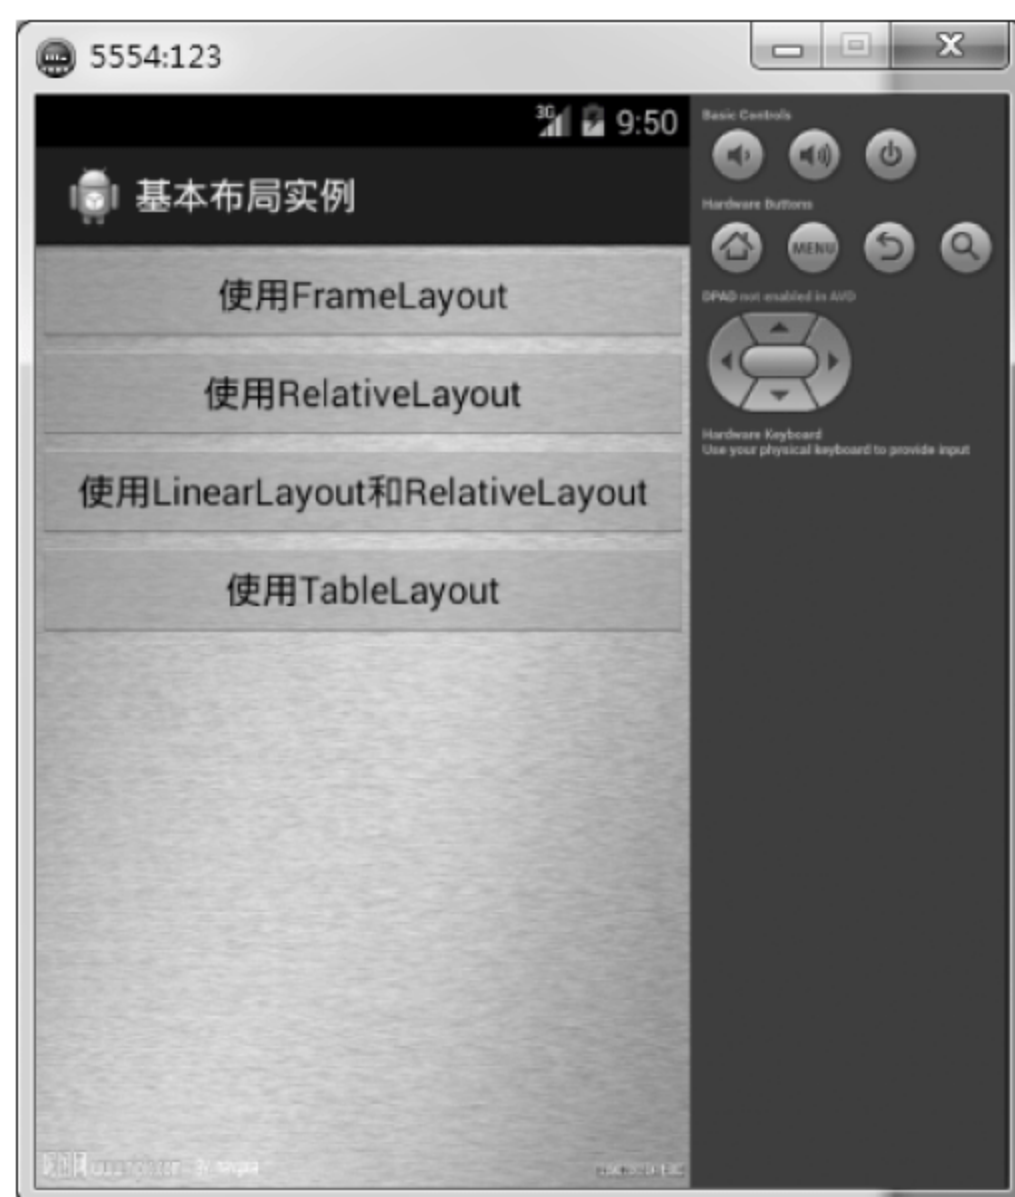 5554:123
3G 9:50
基本布局实例
使用FrameLayout
使用RelativeLayout
使用LinearLayout和RelativeLayout
使用TableLayout
Basic Controls
Hardware Buttons
MENU
DPAD not enabled in AVD
Hardware Keyboard
Use your physical keyboard to provide input